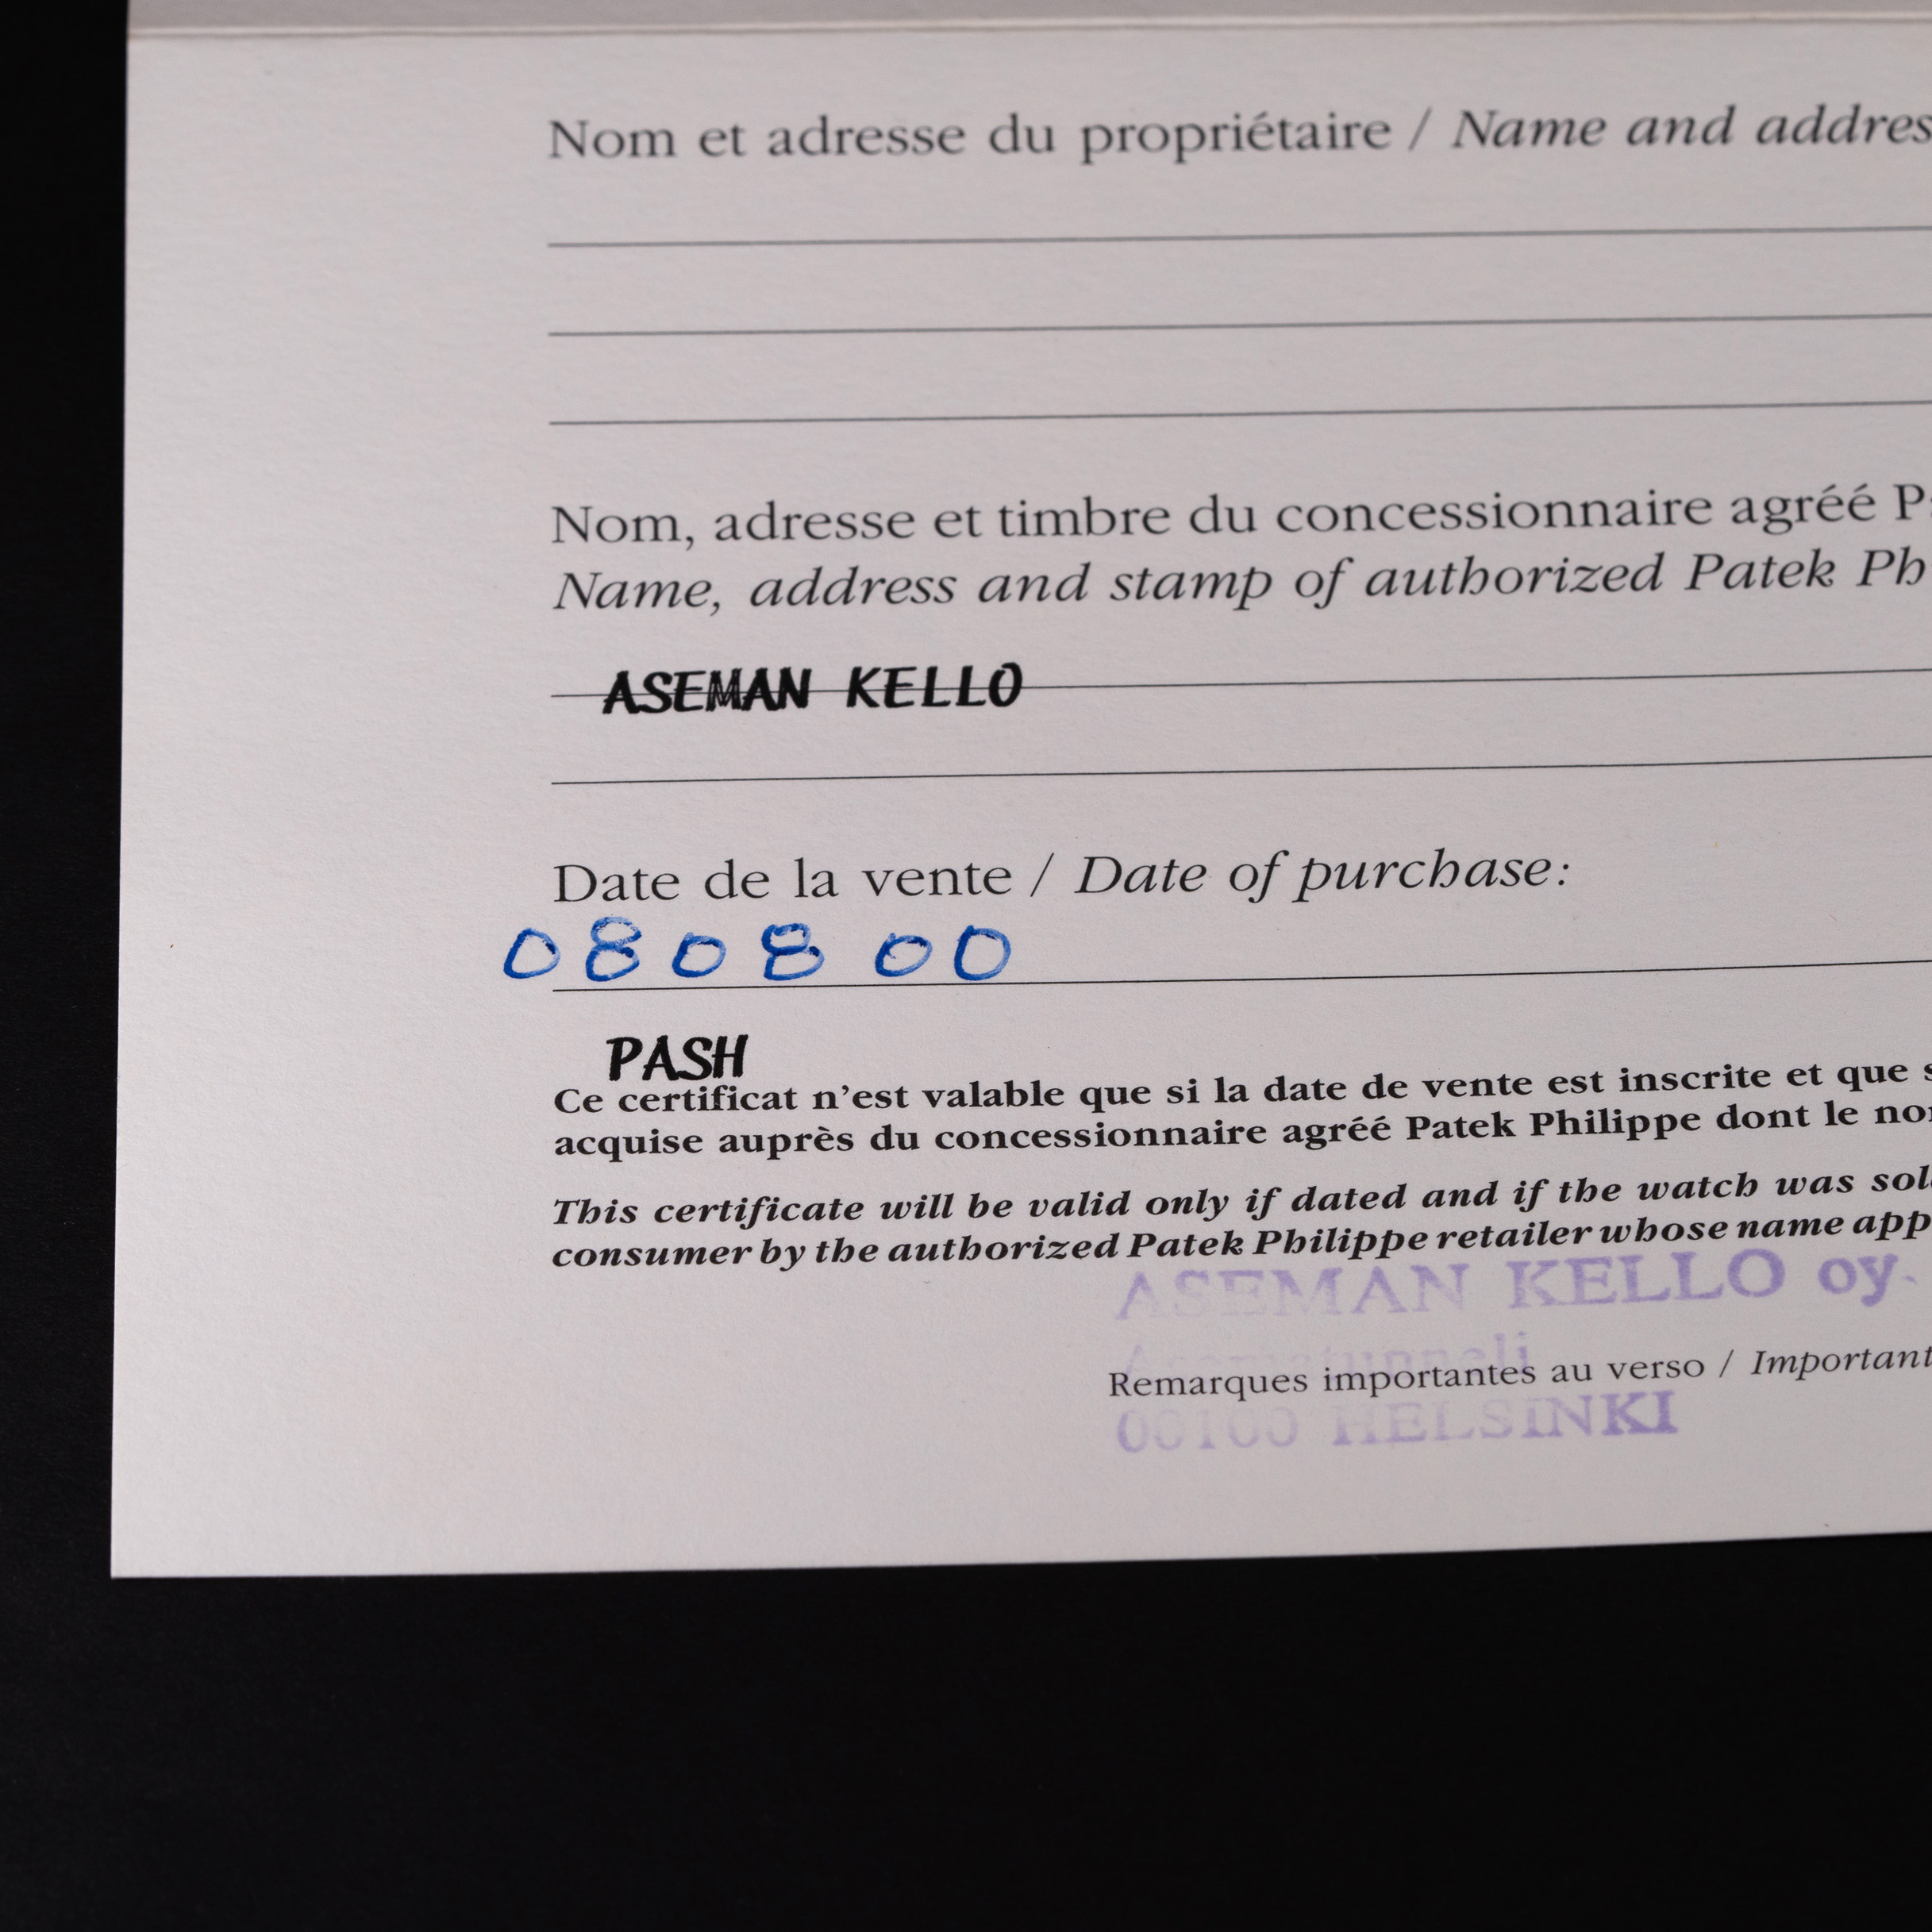 Nom et adresse du propriétaire / Name and addres
Nom, adresse et timbre du concessionnaire agréé P
Name, address and stamp of authorized Patek Ph
ASEMAN KELLO
Date de la vente / Date of purchase:
080800
PASH
Ce certificat n'est valable que si la date de vente est inscrite et que s
acquise auprès du concessionnaire agréé Patek Philippe dont le no
This certificate will be valid only if dated and if the watch was sol
consumer by the authorized Patek Philippe retailer whose name app
ASEMAN KELLO oy.
Remarques importantes au verso / Important
00100 HELSINKI